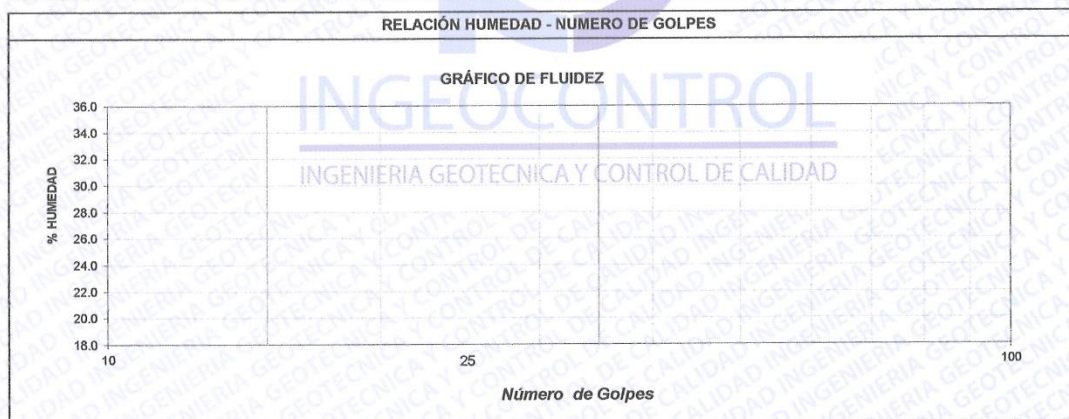 RELACIÓN HUMEDAD - NUMERO DE GOLPES
GRÁFICO DE FLUIDEZ
INGEOCONTROL
INGENIERIA GEOTECNICA Y CONTROL DE CALIDAD
% HUMEDAD
36.0
34.0
32.0
30.0
28.0
26.0
24.0
22.0
20.0
18.0
10
25
100
Número de Golpes